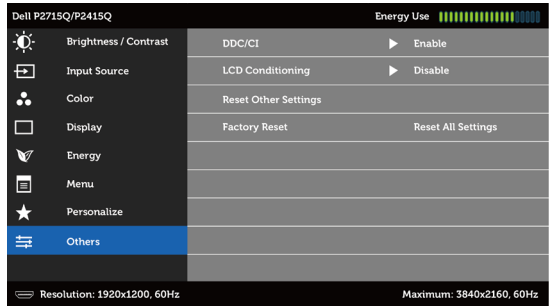 Dell P2715Q/P2415Q Energy Use
Brightness / Contrast DDC/CI Enable
Input Source LCD Conditioning Disable
Color Reset Other Settings
Display Factory Reset Reset All Settings
Energy
Menu
Personalize
Others
Resolution: 1920x1200, 60Hz Maximum: 3840x2160, 60Hz